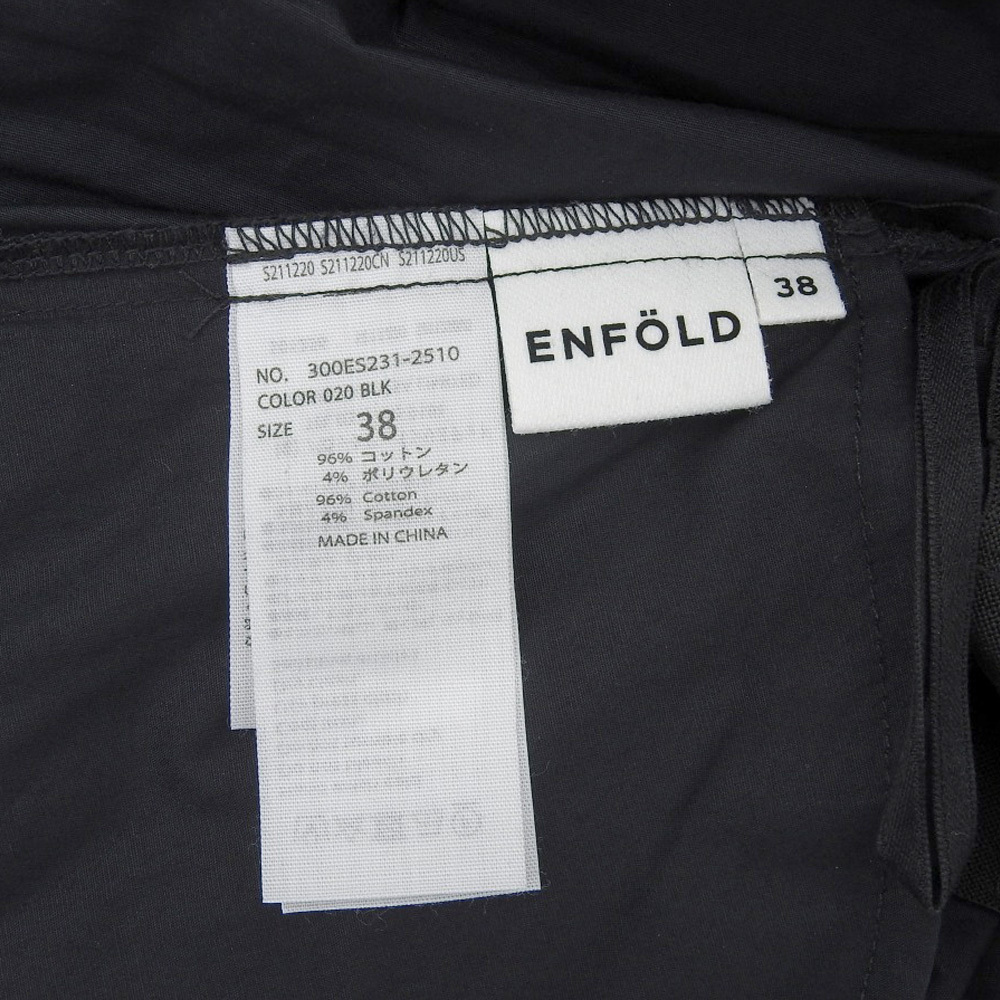 S211220 S211220CN S211220US
NO. 300ES231-2510
COLOR 020 BLK
SIZE 38
96% コットン
4% ポリウレタン
96% Cotton
4% Spandex
MADE IN CHINA
ENFÖLD
38